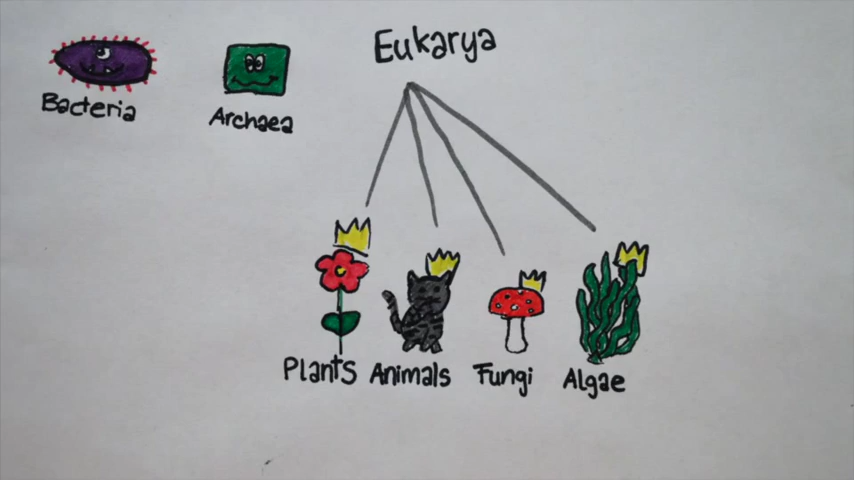 Eukarya
Bacteria
Archaea
Plants
Animals
Fungi
Algae